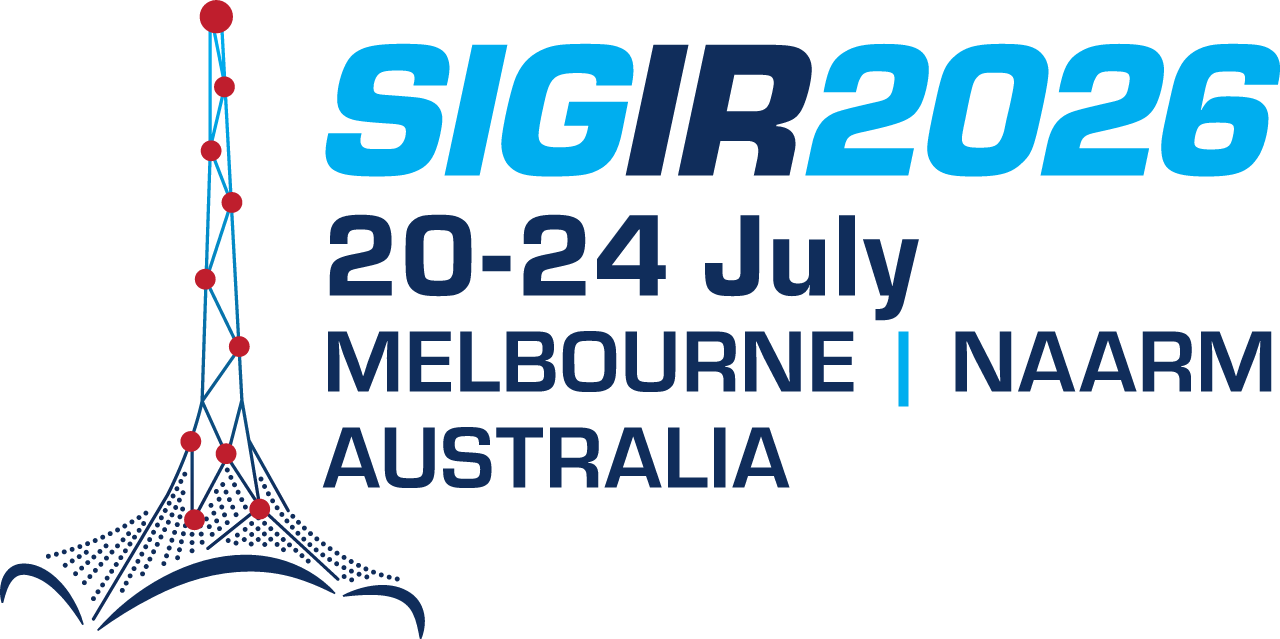 SIGIR2026
20-24 July
MELBOURNE | NAARM
AUSTRALIA